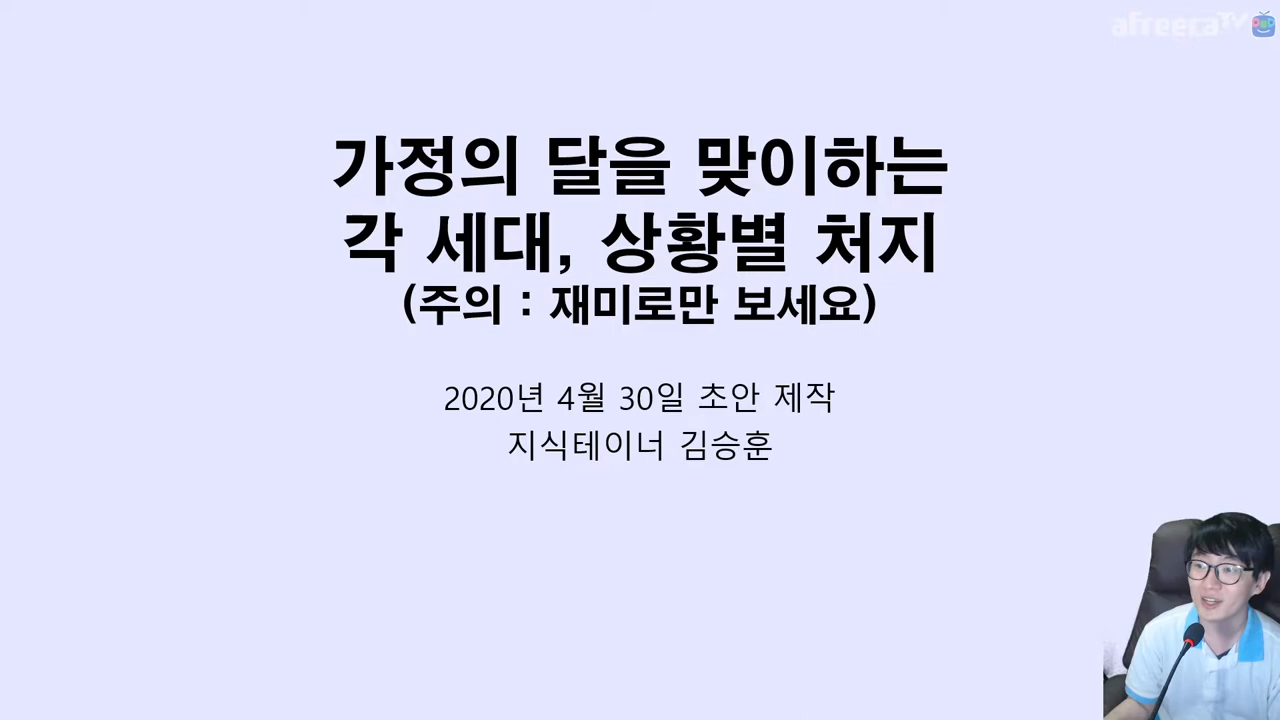 afreecaTV
가정의 달을 맞이하는
각 세대, 상황별 처지
(주의 : 재미로만 보세요)
2020년 4월 30일 초안 제작
지식테이너 김승훈